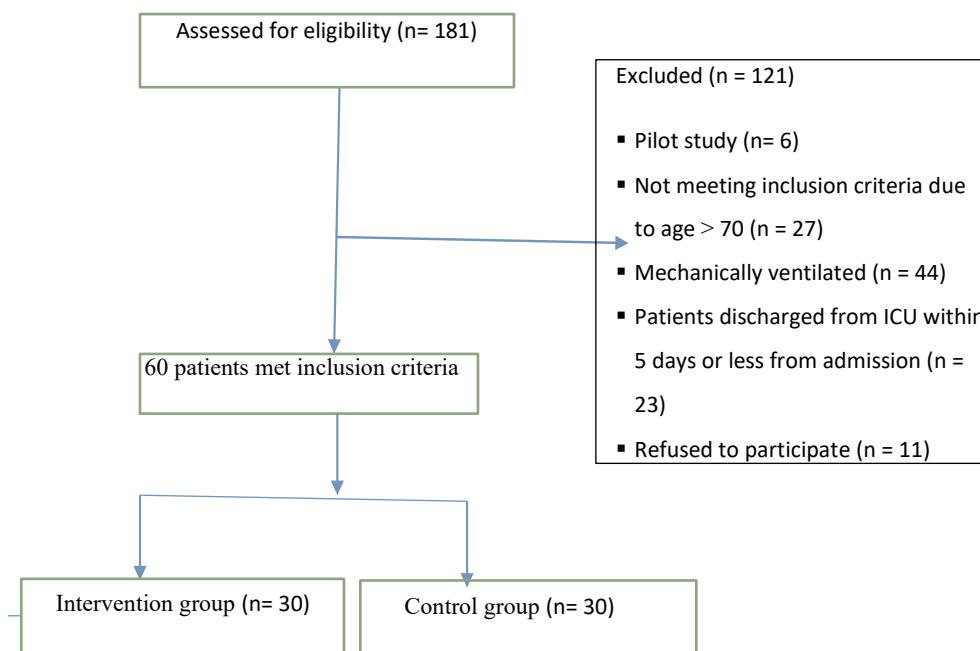 Assessed for eligibility (n= 181)
Excluded (n = 121)
▪ Pilot study (n= 6)
▪ Not meeting inclusion criteria due
to age > 70 (n = 27)
▪ Mechanically ventilated (n = 44)
▪ Patients discharged from ICU within
5 days or less from admission (n =
23)
▪ Refused to participate (n = 11)
60 patients met inclusion criteria
Intervention group (n= 30)
Control group (n= 30)